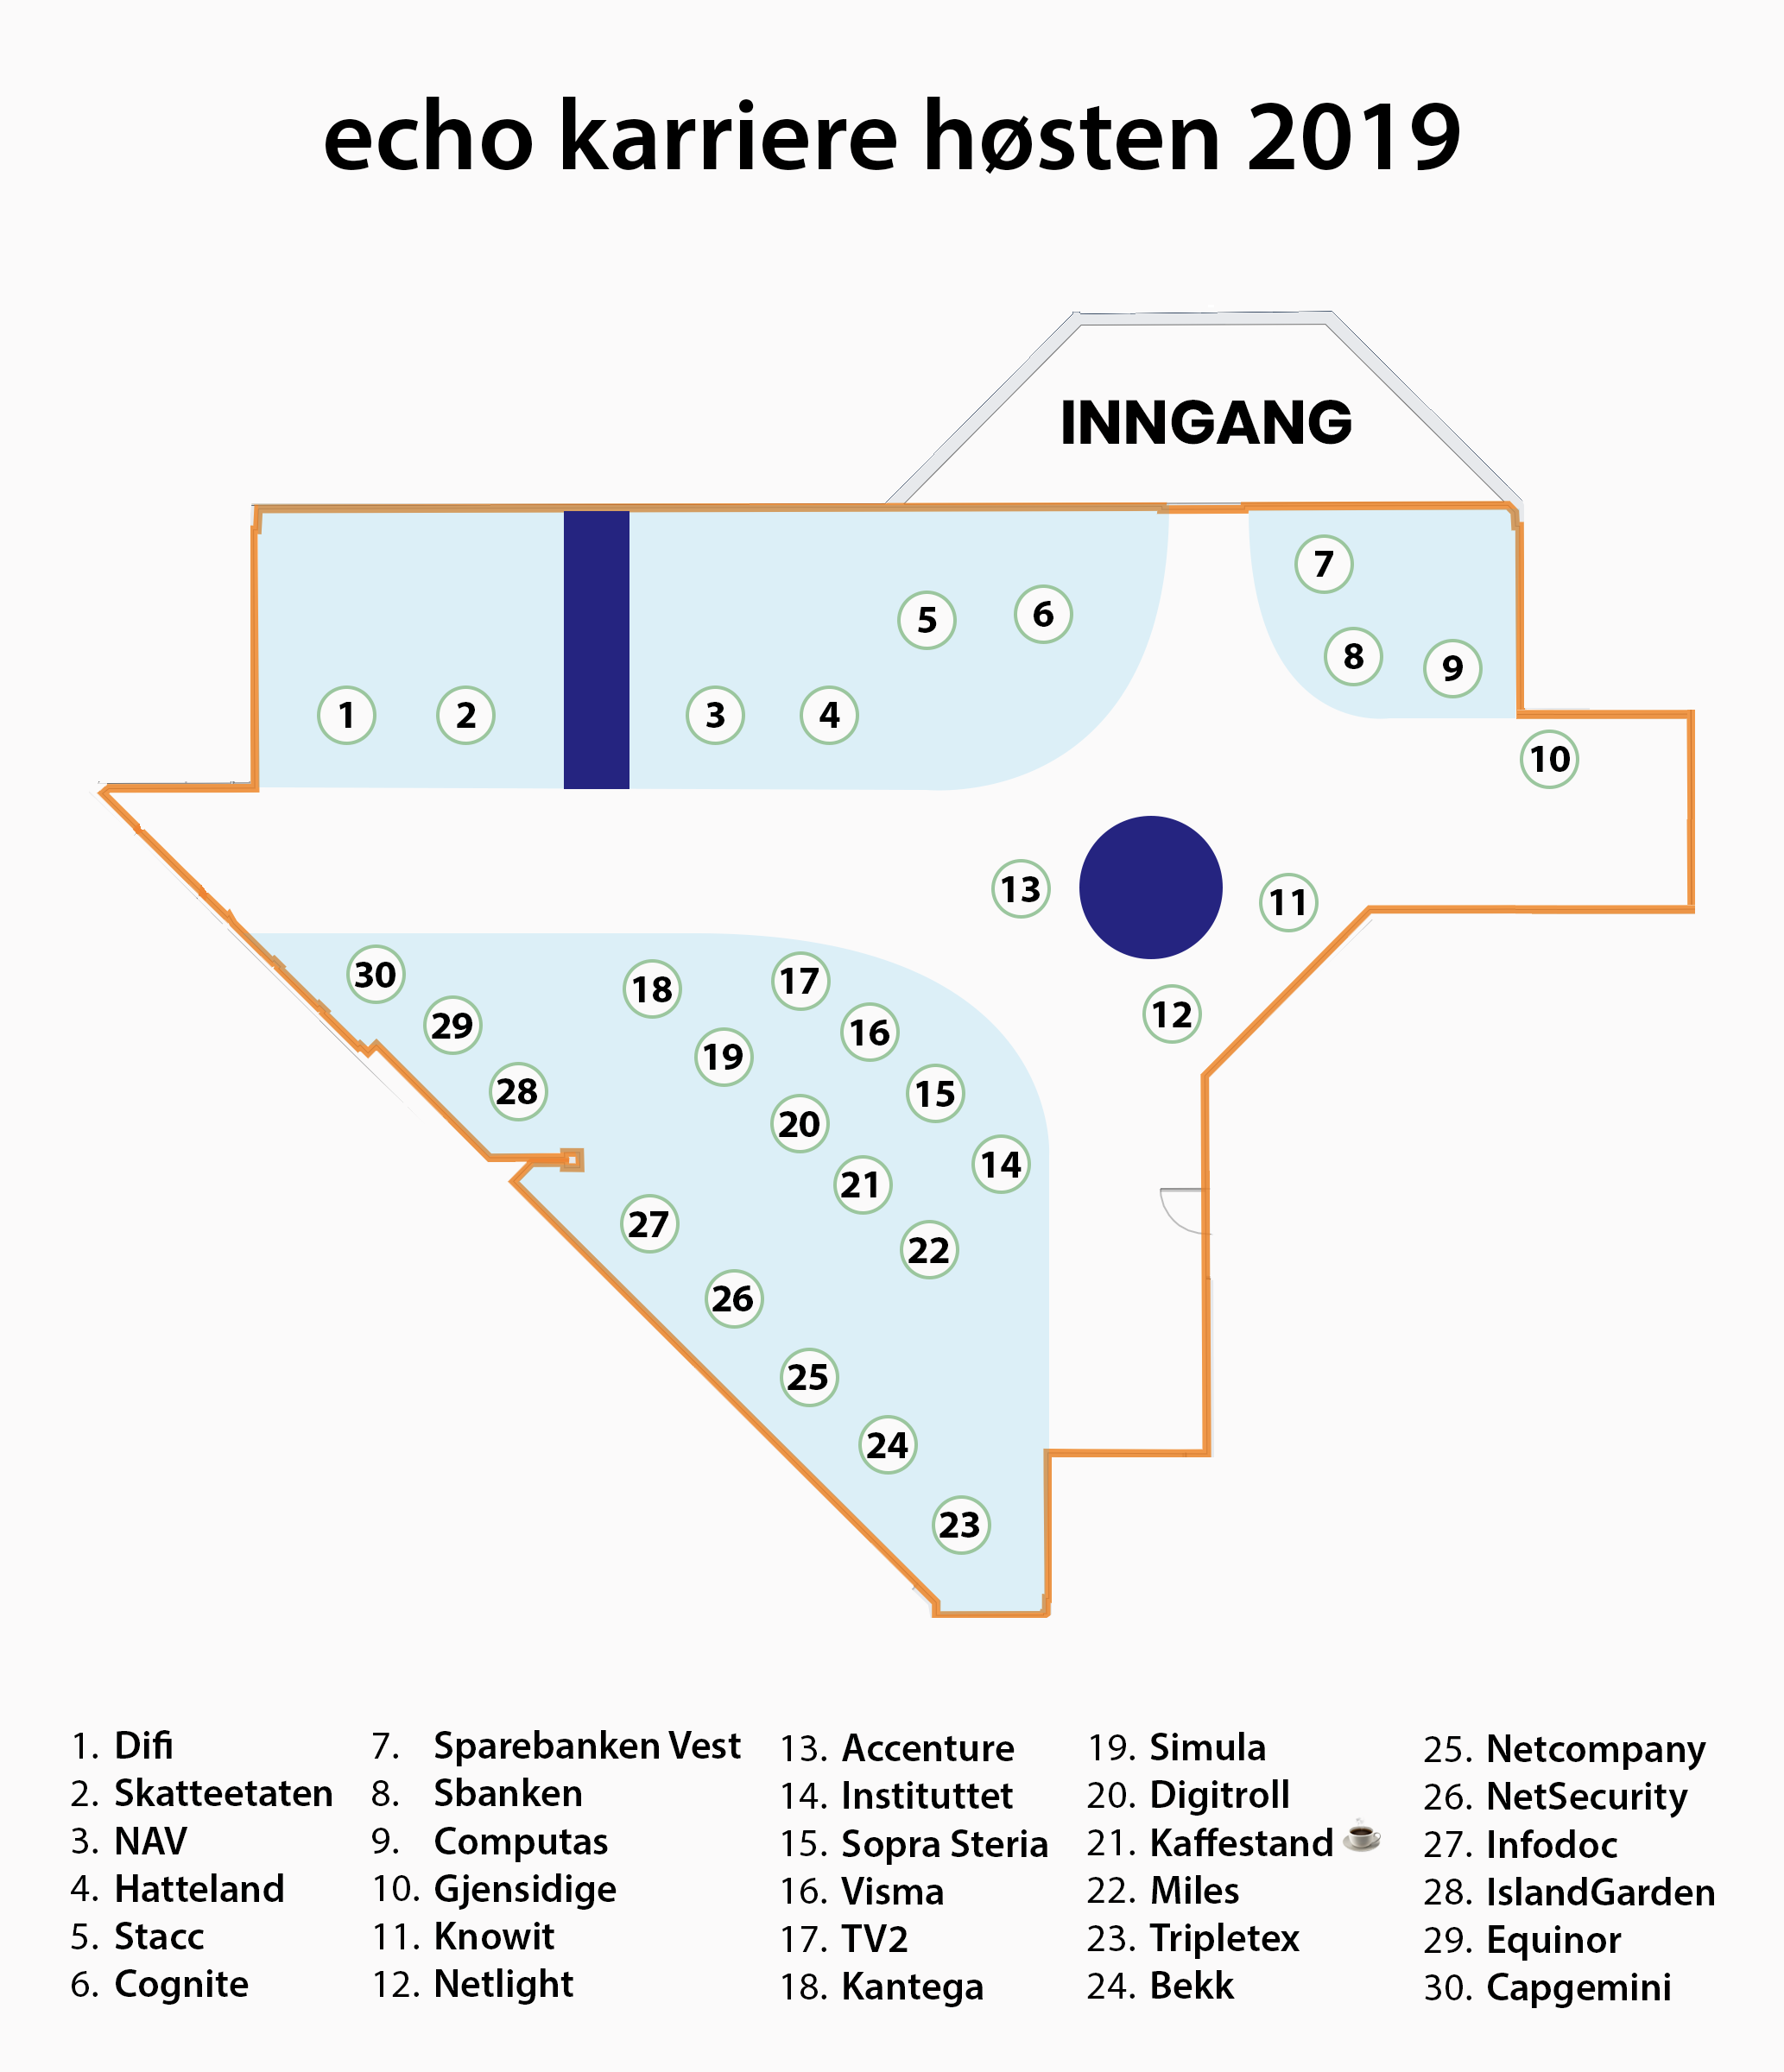 echo karriere høsten 2019
INNGANG
7
5
6
8
9
1
2
3
4
10
13
11
30
18
17
12
29
16
19
28
15
20
14
21
27
22
26
25
24
23
1. Difi
2. Skatteetaten
3. NAV
4. Hatteland
5. Stacc
6. Cognite
7. Sparebanken Vest
8. Sbanken
9. Computas
10. Gjensidige
11. Knowit
12. Netlight
13. Accenture
14. Instituttet
15. Sopra Steria
16. Visma
17. TV2
18. Kantega
19. Simula
20. Digitroll
21. Kaffestand
22. Miles
23. Tripletex
24. Bekk
25. Netcompany
26. NetSecurity
27. Infodoc
28. IslandGarden
29. Equinor
30. Capgemini